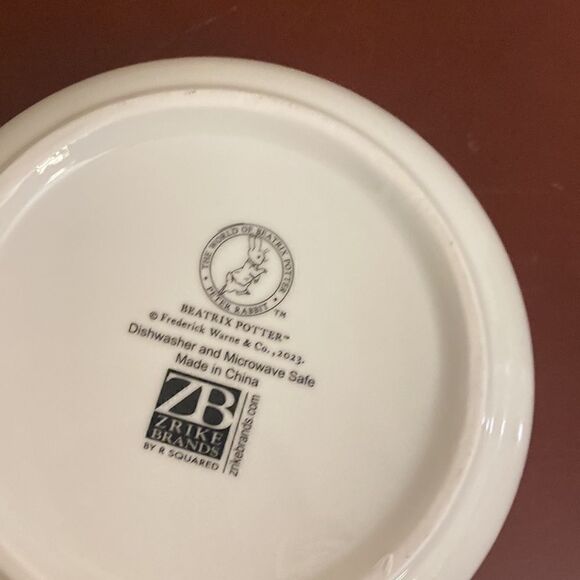 THE WORLD OF BEATRIX POTTER
PETER RABBIT TM
BEATRIX POTTER™
© Frederick Warne & Co., 2023.
Dishwasher and Microwave Safe
Made in China
ZB
ZRIKE
BRANDS
BY R SQUARED
zrikebrands.com